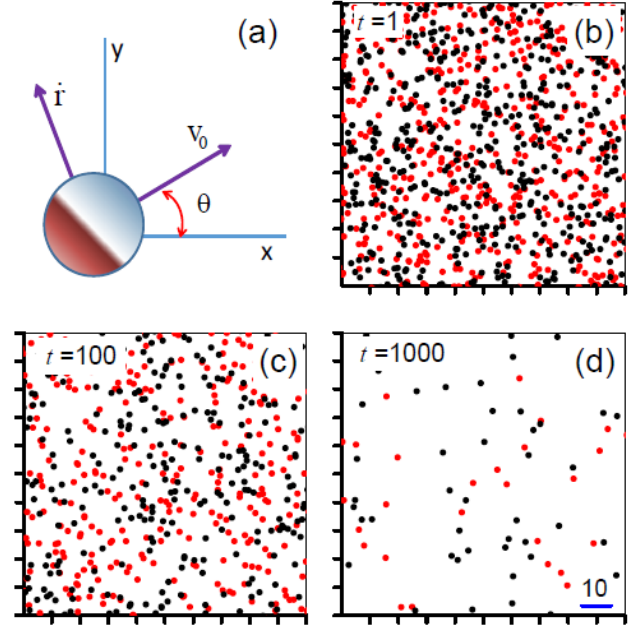 (a)
y
ṙ
v₀
θ
x
t =1
(b)
t =100
(c)
t =1000
(d)
10